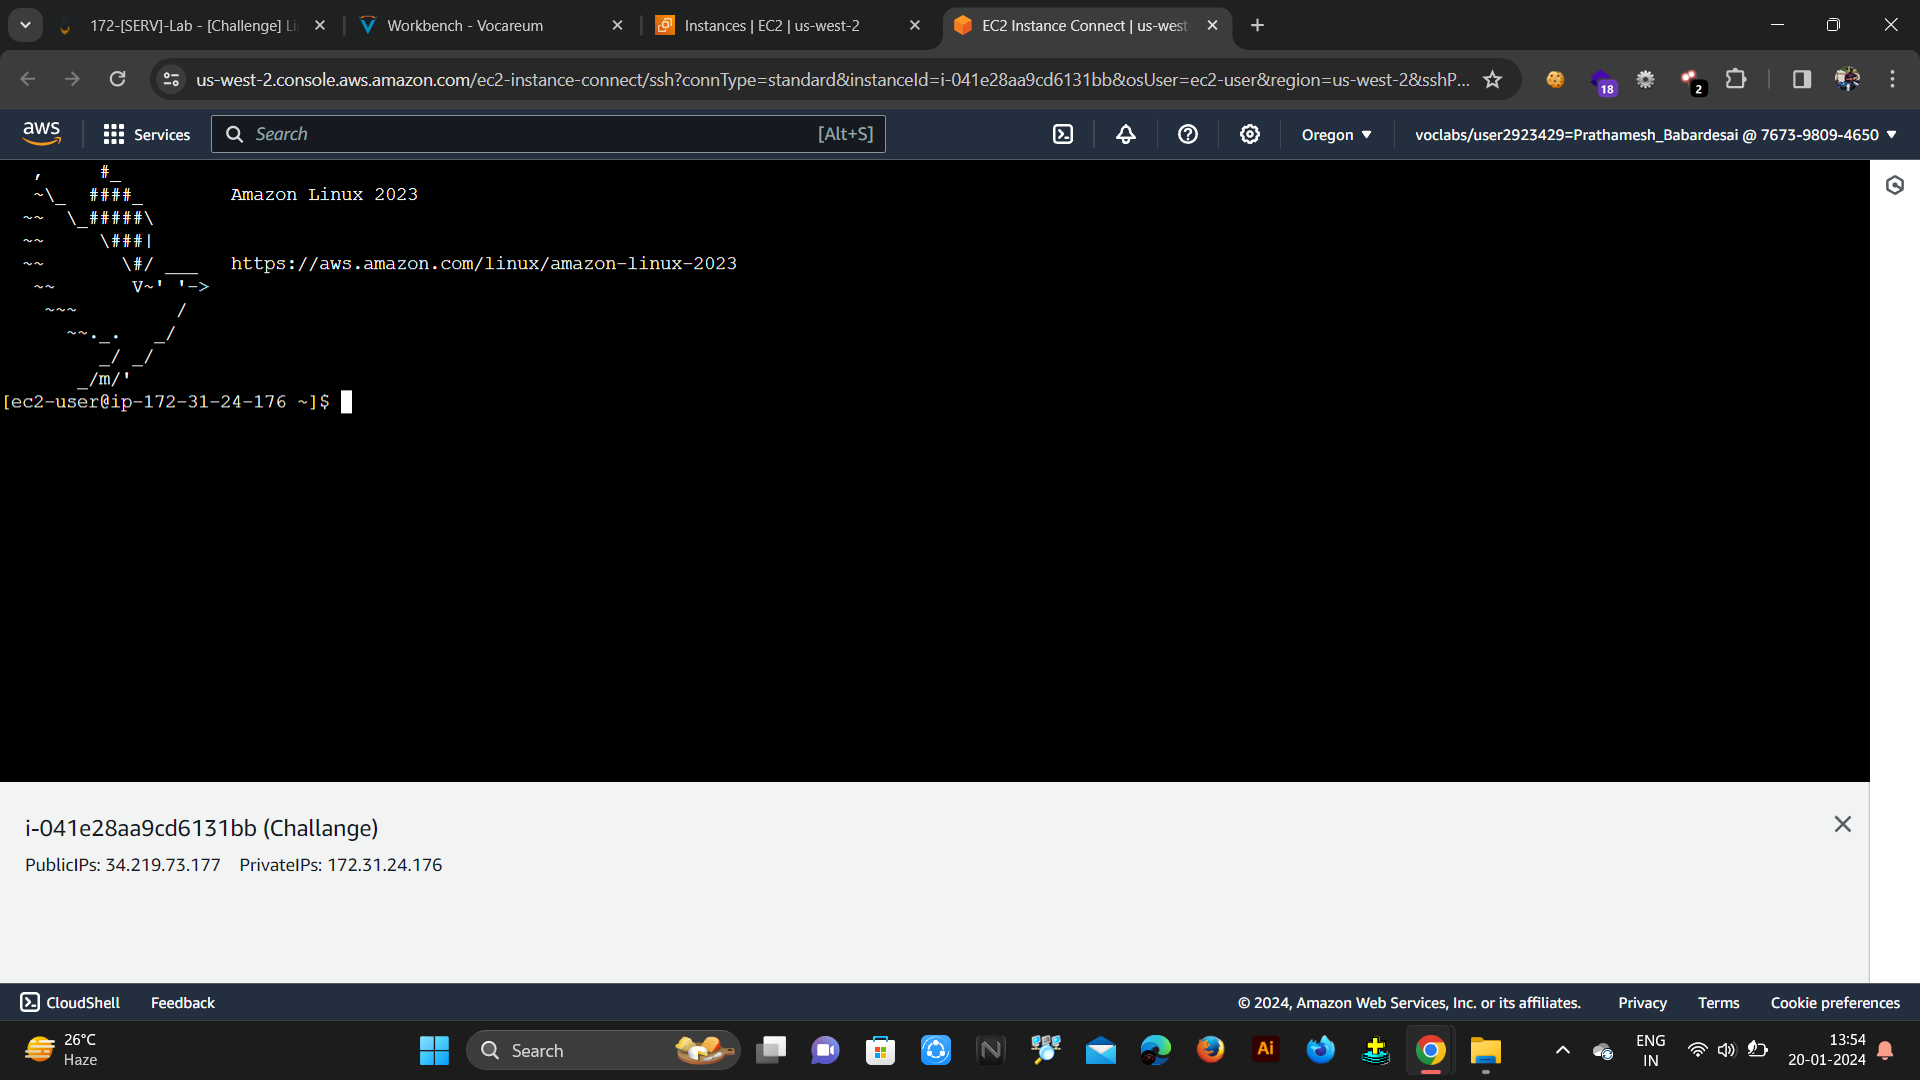 172-[SERV]-Lab - [Challenge] Li
Workbench - Vocareum
Instances | EC2 | us-west-2
EC2 Instance Connect | us-west-
us-west-2.console.aws.amazon.com/ec2-instance-connect/ssh?connType=standard&instanceId=i-041e28aa9cd6131bb&osUser=ec2-user&region=us-west-2&sshP...
18
2
aws
Services
Search
[Alt+S]
Oregon
voclabs/user2923429=Prathamesh_Babardesai @ 7673-9809-4650
   ,     #_
   ~\_  ####_        Amazon Linux 2023
  ~~  \_#####\
  ~~     \###|
  ~~       \#/ ___   https://aws.amazon.com/linux/amazon-linux-2023
   ~~       V~' '->
    ~~~         /
      ~~._.   _/
         _/ _/
       _/m/'
[ec2-user@ip-172-31-24-176 ~]$
i-041e28aa9cd6131bb (Challange)
PublicIPs: 34.219.73.177 PrivateIPs: 172.31.24.176
CloudShell
Feedback
© 2024, Amazon Web Services, Inc. or its affiliates.
Privacy
Terms
Cookie preferences
26°C
Haze
Search
Ai
ENG
IN
13:54
20-01-2024